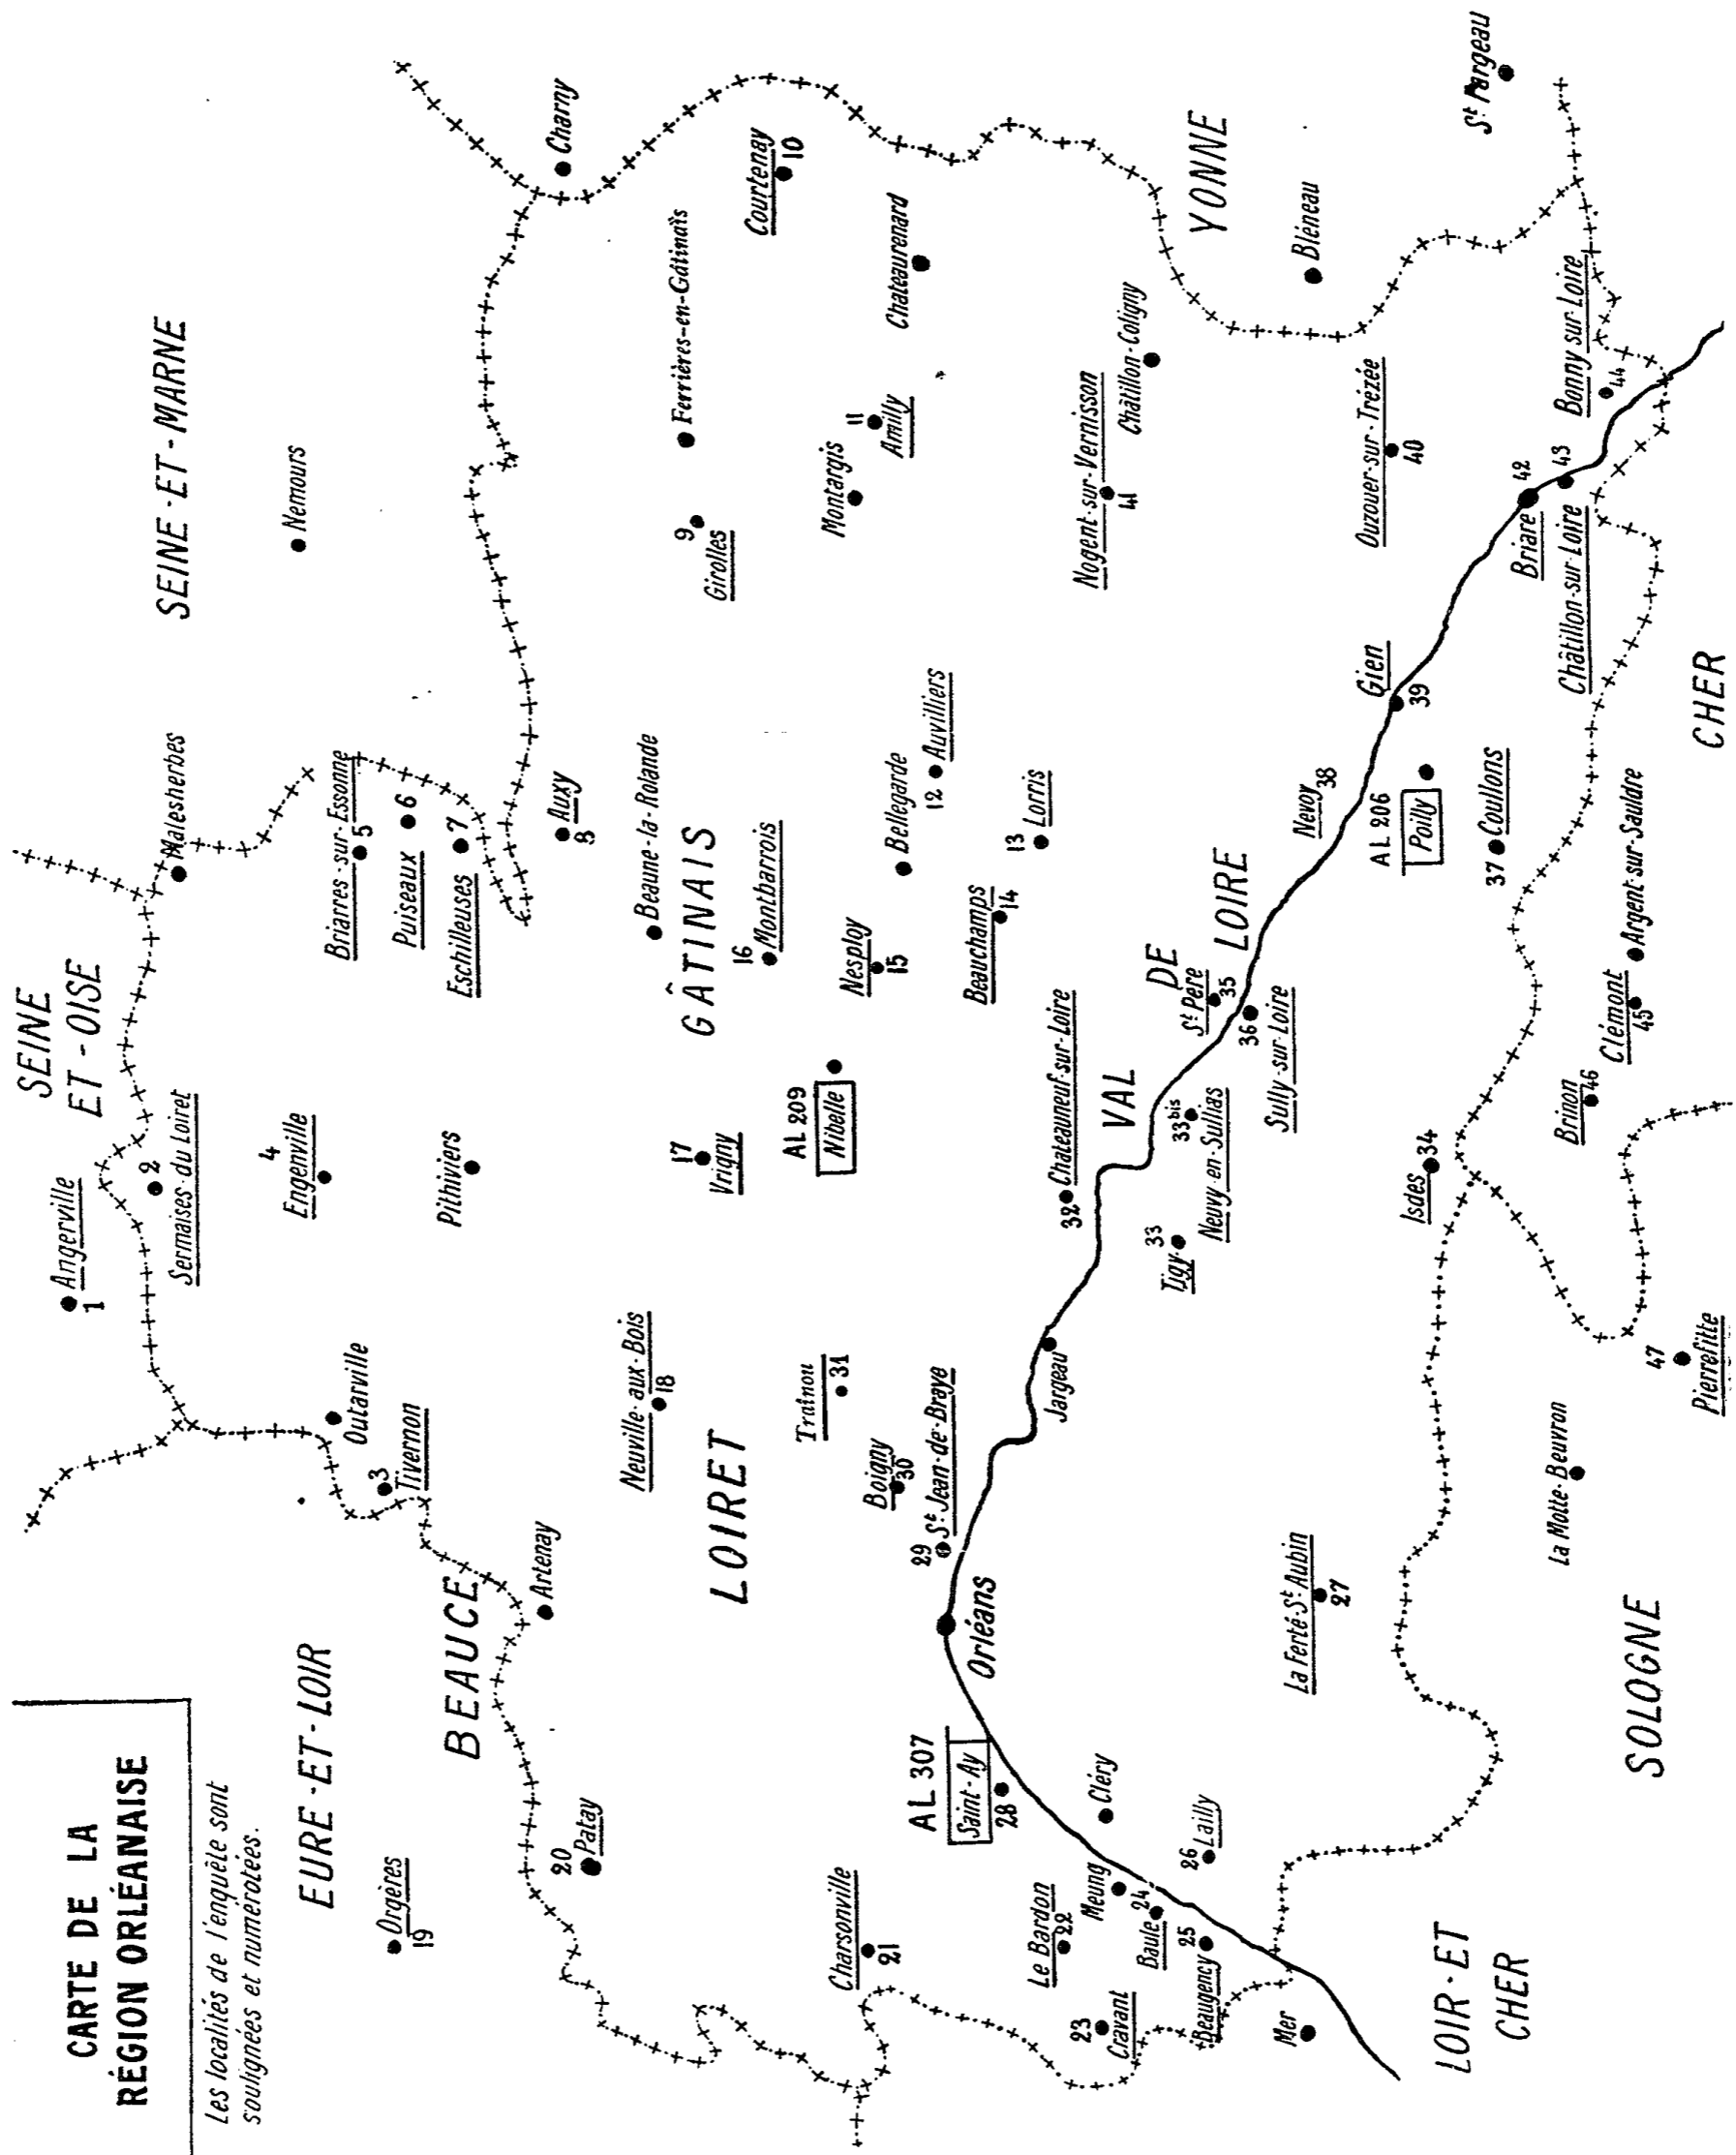 CARTE DE LA
RÉGION ORLÉANAISE
Les localités de l'enquête sont
soulignées et numérotées.
SEINE
ET-OISE
SEINE-ET-MARNE
EURE-ET-LOIR
BEAUCE
LOIRET
GÂTINAIS
YONNE
VAL
DE
LOIRE
LOIR-ET
CHER
SOLOGNE
CHER
Angerville
1
2
Sermaises-du Loiret
Outarville
3
Tivernon
4
Engenville
Pithiviers
Malesherbes
Briarres-sur-Essonne
5
Puiseaux
6
Eschilleuses
7
Auxy
8
Nemours
Charny
Artenay
Orgères
19
20
Patay
Neuville-aux-Bois
18
17
Vrigny
Beaune-la-Rolande
16
Montbarrois
9
Girolles
Ferrières-en-Gâtinais
Courtenay
10
Charsonville
21
Traînou
31
AL 209
Nibelle
Nesploy
15
Bellegarde
12
Auvilliers
Montargis
11
Amilly
Chateaurenard
Boigny
30
29
St Jean-de-Braye
Orléans
AL 307
Saint-Ay
28
Jargeau
32
Chateauneuf-sur-Loire
Beauchamps
14
13
Lorris
Nogent-sur-Vernisson
41
Châtillon-Coligny
Le Bardon
22
23
Cravant
Meung
24
Baule
25
Beaugency
Cléry
26
Lailly
Mer
33
Tigy
33bis
Neuvy-en-Sullias
St Père
35
36
Sully-sur-Loire
Nevoy
38
Gien
39
AL 206
Poilly
Ouzouer-sur-Trézée
40
Bléneau
St Fargeau
La Ferté-St Aubin
27
Isdes
34
37
Coullons
Briare
42
43
Châtillon-sur-Loire
44
Bonny sur Loire
La Motte-Beuvron
Brinon
46
Clémont
45
Argent-sur-Sauldre
47
Pierrefitte